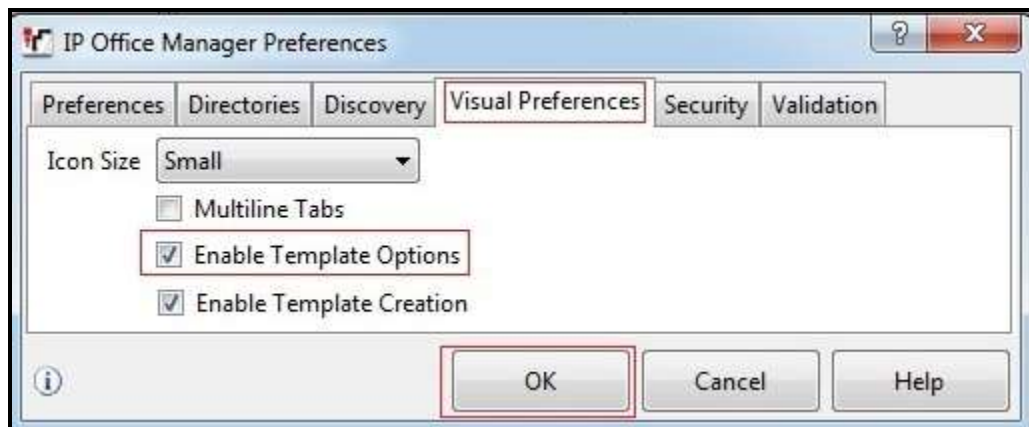 IP Office Manager Preferences
Preferences Directories Discovery Visual Preferences Security Validation
Icon Size Small
Multiline Tabs
Enable Template Options
Enable Template Creation
OK Cancel Help